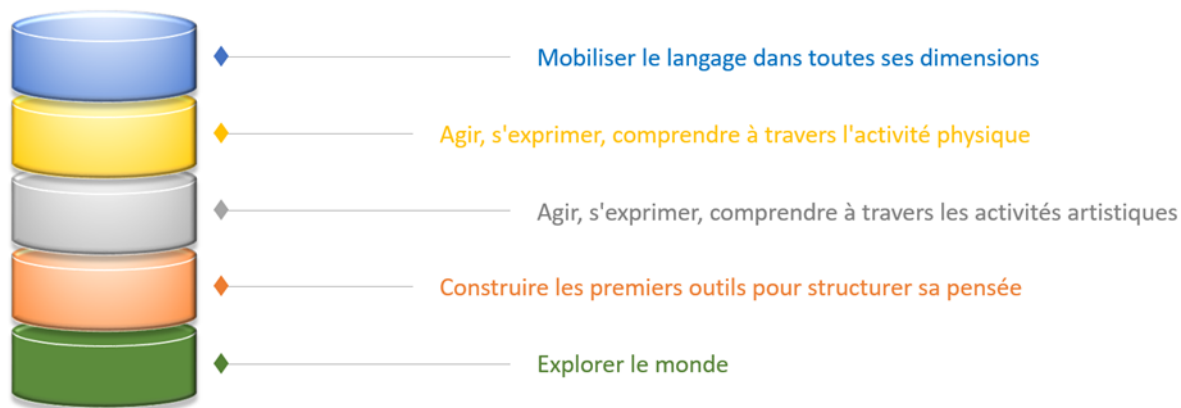 Mobiliser le langage dans toutes ses dimensions
Agir, s'exprimer, comprendre à travers l'activité physique
Agir, s'exprimer, comprendre à travers les activités artistiques
Construire les premiers outils pour structurer sa pensée
Explorer le monde